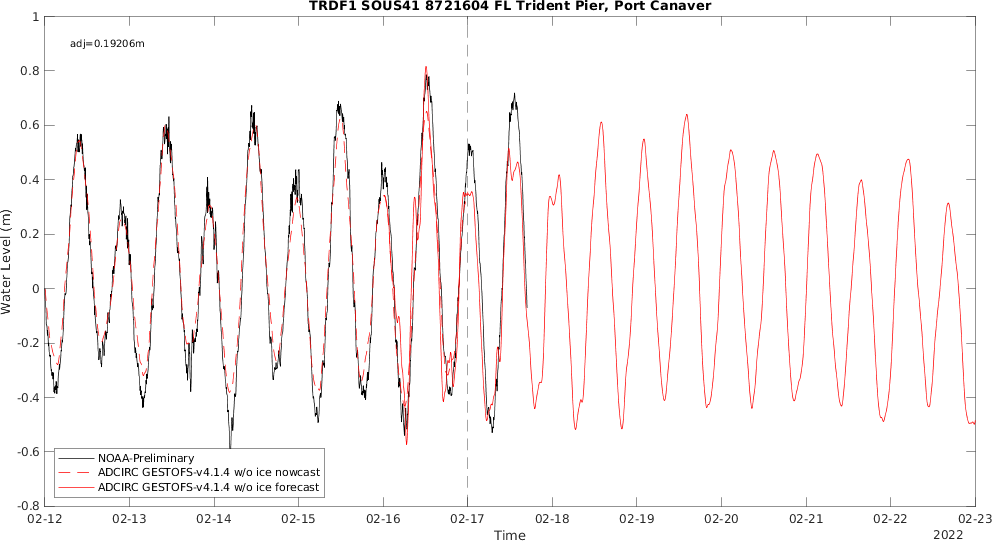 TRDF1 SOUS41 8721604 FL Trident Pier, Port Canaver
adj=0.19206m
1
0.8
0.6
0.4
0.2
0
-0.2
-0.4
-0.6
-0.8
Water Level (m)
NOAA-Preliminary
ADCIRC GESTOFS-v4.1.4 w/o ice nowcast
ADCIRC GESTOFS-v4.1.4 w/o ice forecast
02-12 02-13 02-14 02-15 02-16 02-17 02-18 02-19 02-20 02-21 02-22 02-23
Time
2022